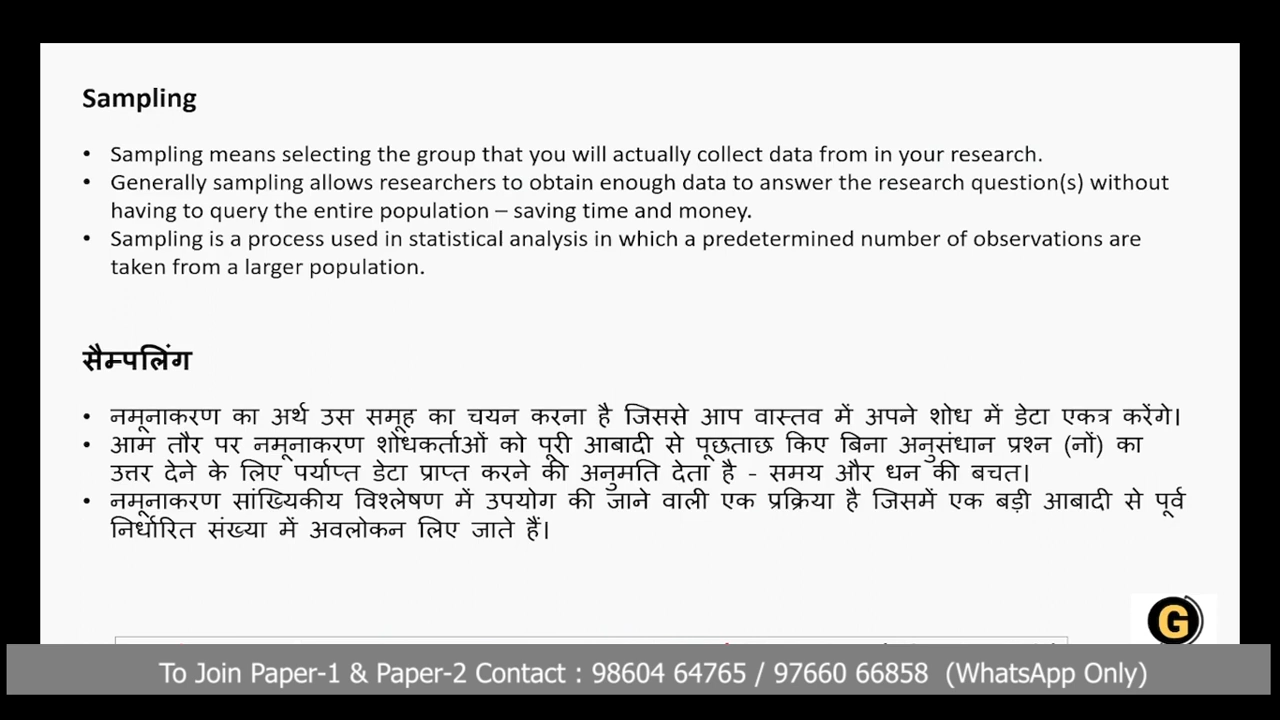 Sampling
• Sampling means selecting the group that you will actually collect data from in your research.
• Generally sampling allows researchers to obtain enough data to answer the research question(s) without
having to query the entire population – saving time and money.
• Sampling is a process used in statistical analysis in which a predetermined number of observations are
taken from a larger population.
सैम्पलिंग
• नमूनाकरण का अर्थ उस समूह का चयन करना है जिससे आप वास्तव में अपने शोध में डेटा एकत्र करेंगे।
• आम तौर पर नमूनाकरण शोधकर्ताओं को पूरी आबादी से पूछताछ किए बिना अनुसंधान प्रश्न (नों) का
उत्तर देने के लिए पर्याप्त डेटा प्राप्त करने की अनुमति देता है - समय और धन की बचत।
• नमूनाकरण सांख्यिकीय विश्लेषण में उपयोग की जाने वाली एक प्रक्रिया है जिसमें एक बड़ी आबादी से पूर्व
निर्धारित संख्या में अवलोकन लिए जाते हैं।
G
To Join Paper-1 & Paper-2 Contact : 98604 64765 / 97660 66858 (WhatsApp Only)